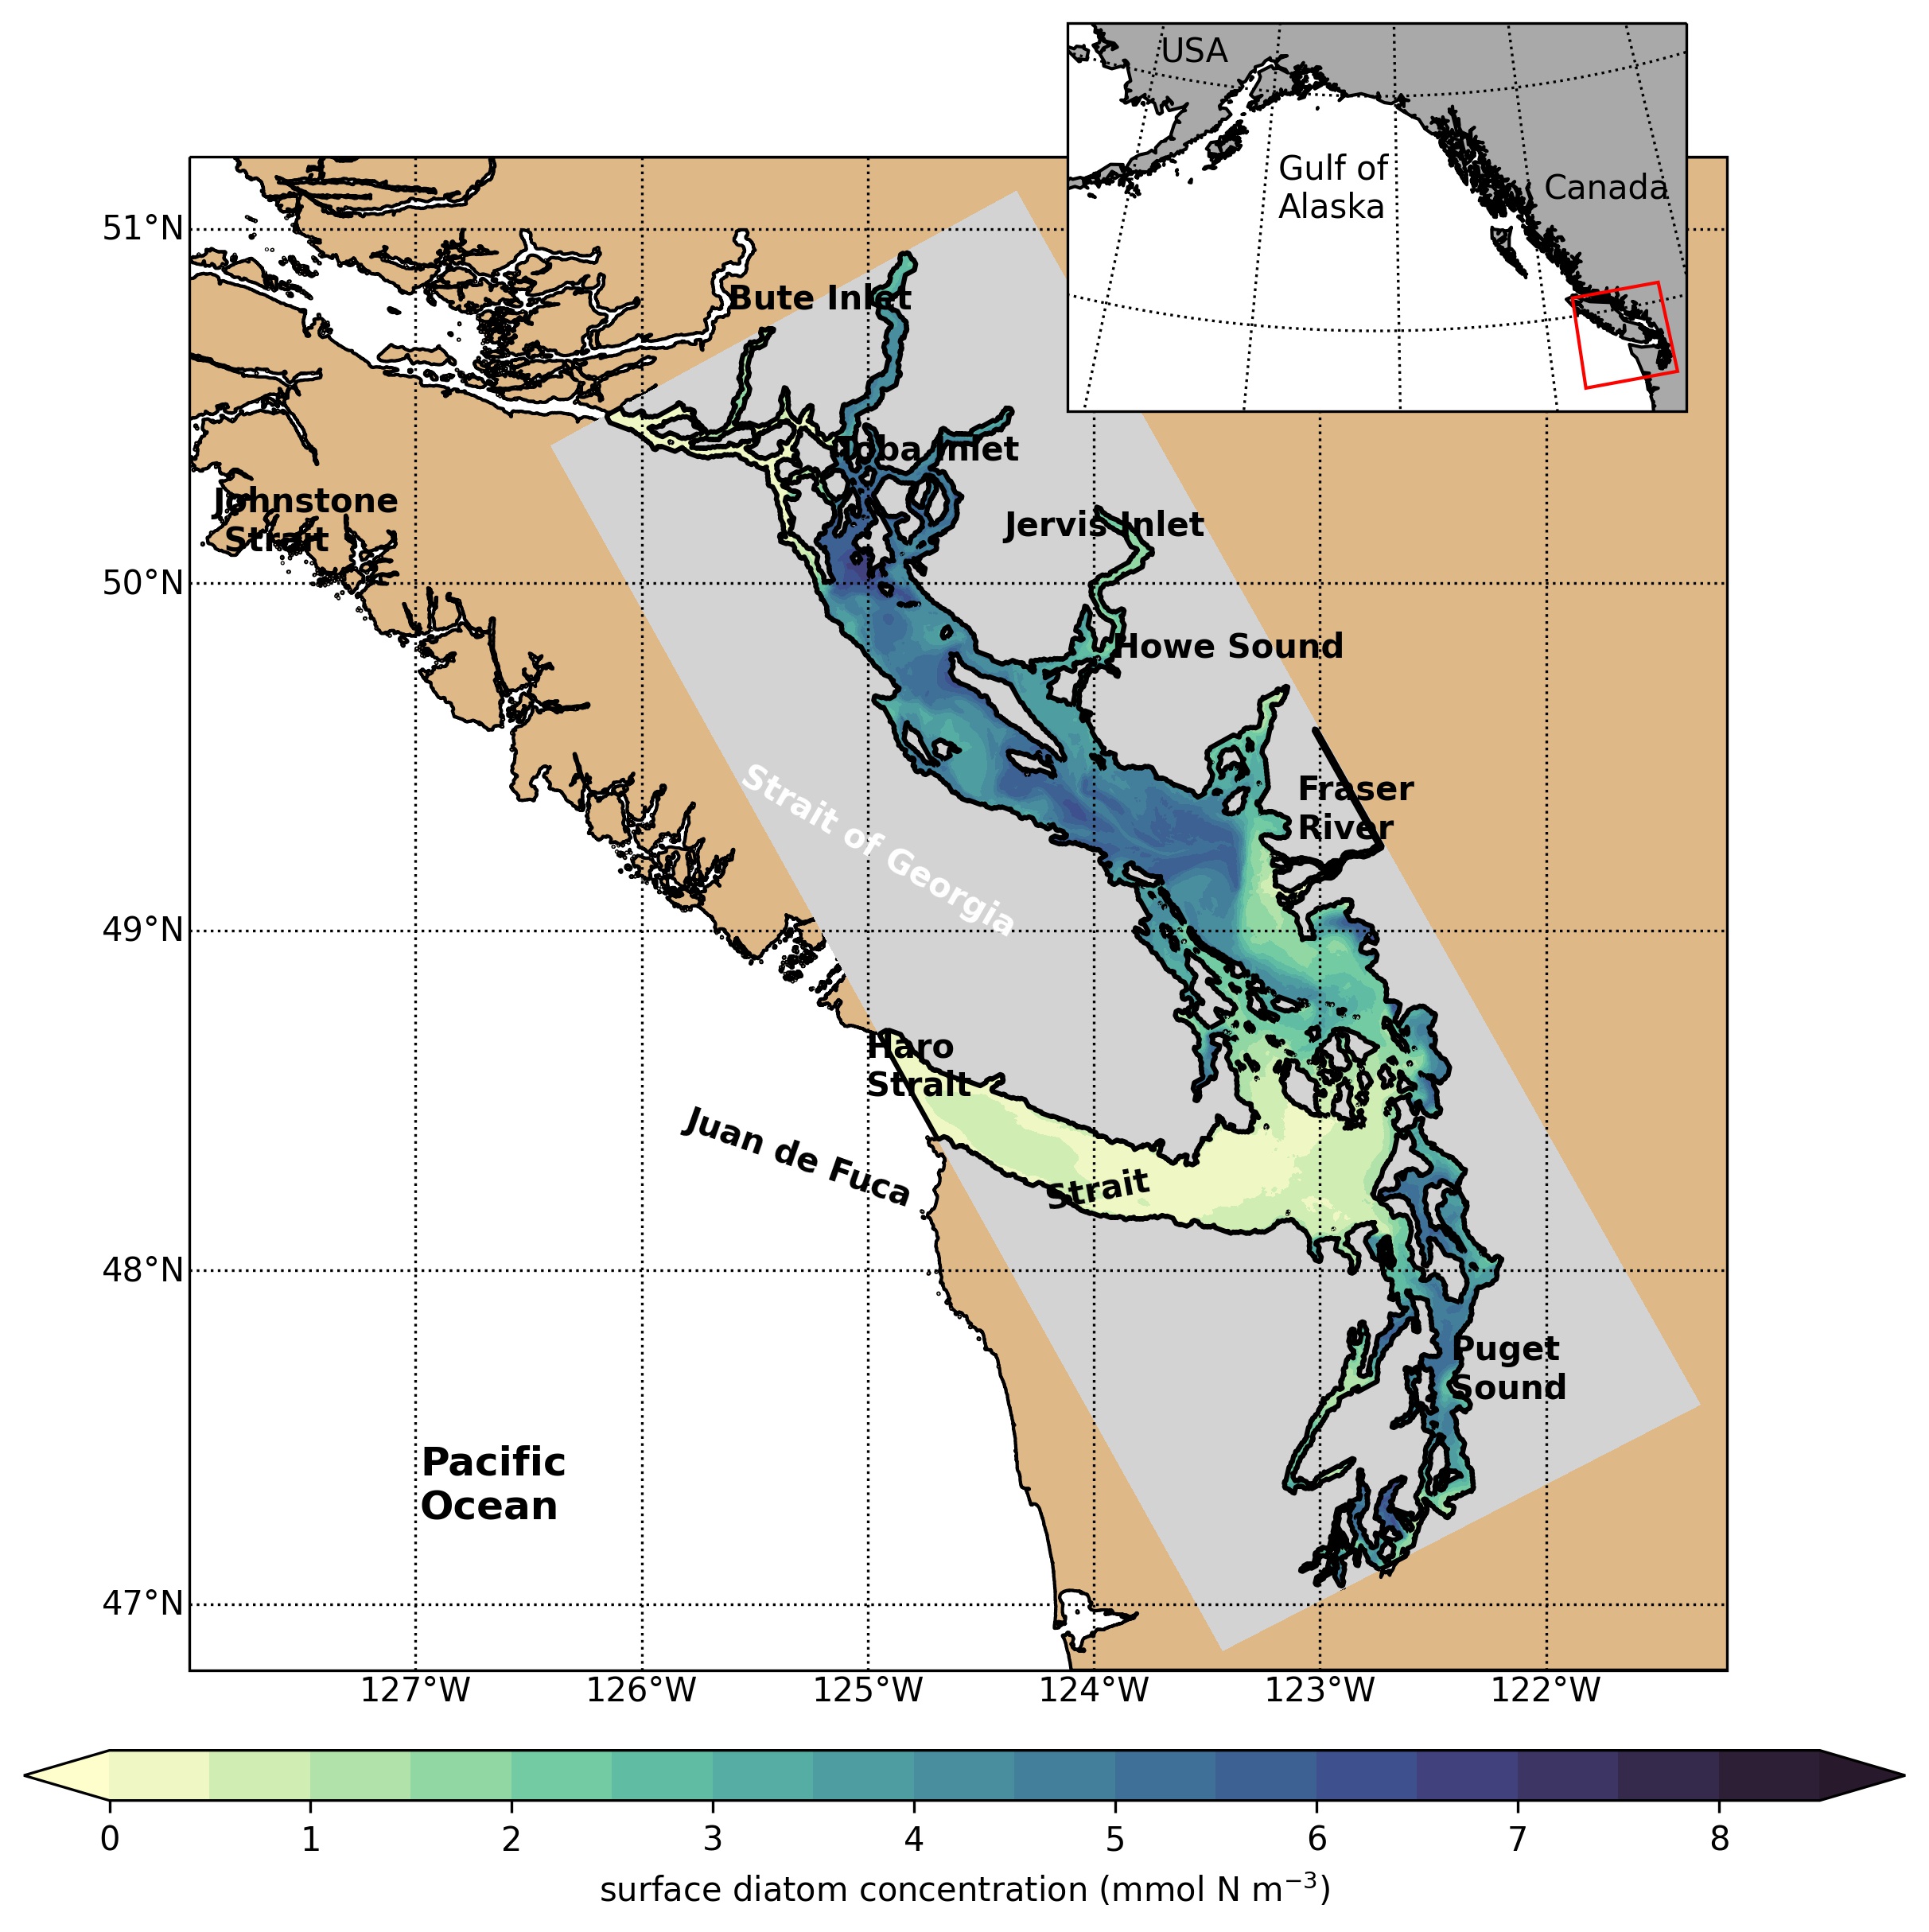 USA
Gulf of
Alaska
Canada
51°N
50°N
49°N
48°N
47°N
Bute Inlet
Toba Inlet
Johnstone
Strait
Jervis Inlet
Howe Sound
Strait of Georgia
Fraser
River
Haro
Strait
Juan de Fuca
Strait
Puget
Sound
Pacific
Ocean
127°W
126°W
125°W
124°W
123°W
122°W
0
1
2
3
4
5
6
7
8
surface diatom concentration (mmol N m⁻³)